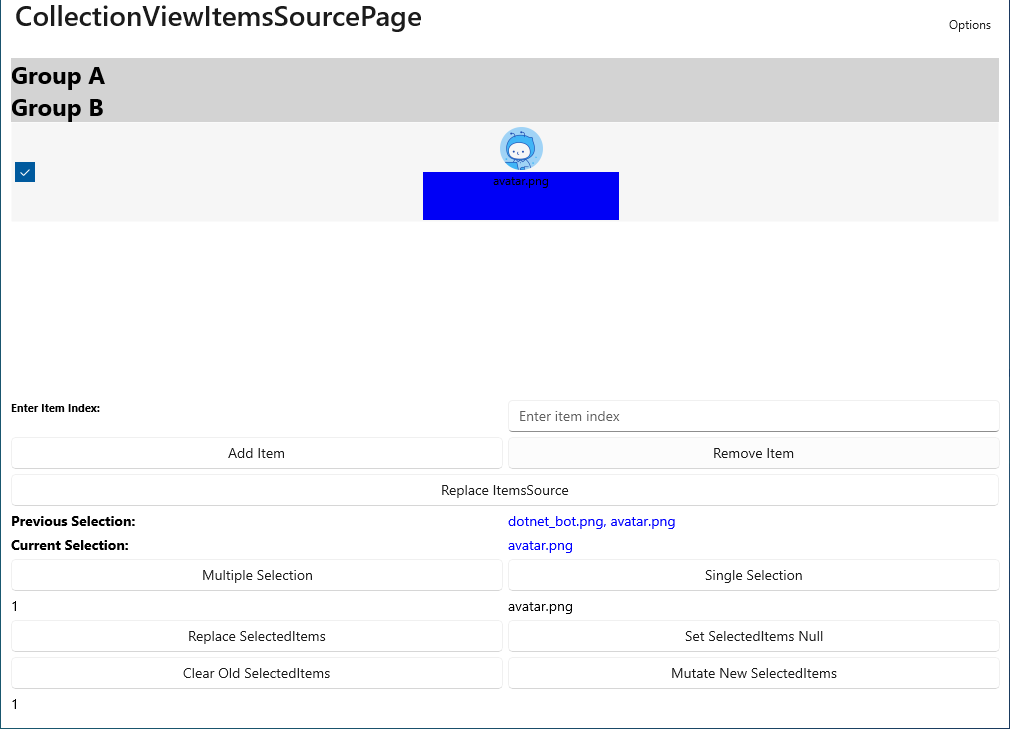 CollectionViewItemsSourcePage
Options
Group A
Group B
avatar.png
Enter Item Index:
Enter item index
Add Item
Remove Item
Replace ItemsSource
Previous Selection:
dotnet_bot.png, avatar.png
Current Selection:
avatar.png
Multiple Selection
Single Selection
1
avatar.png
Replace SelectedItems
Set SelectedItems Null
Clear Old SelectedItems
Mutate New SelectedItems
1